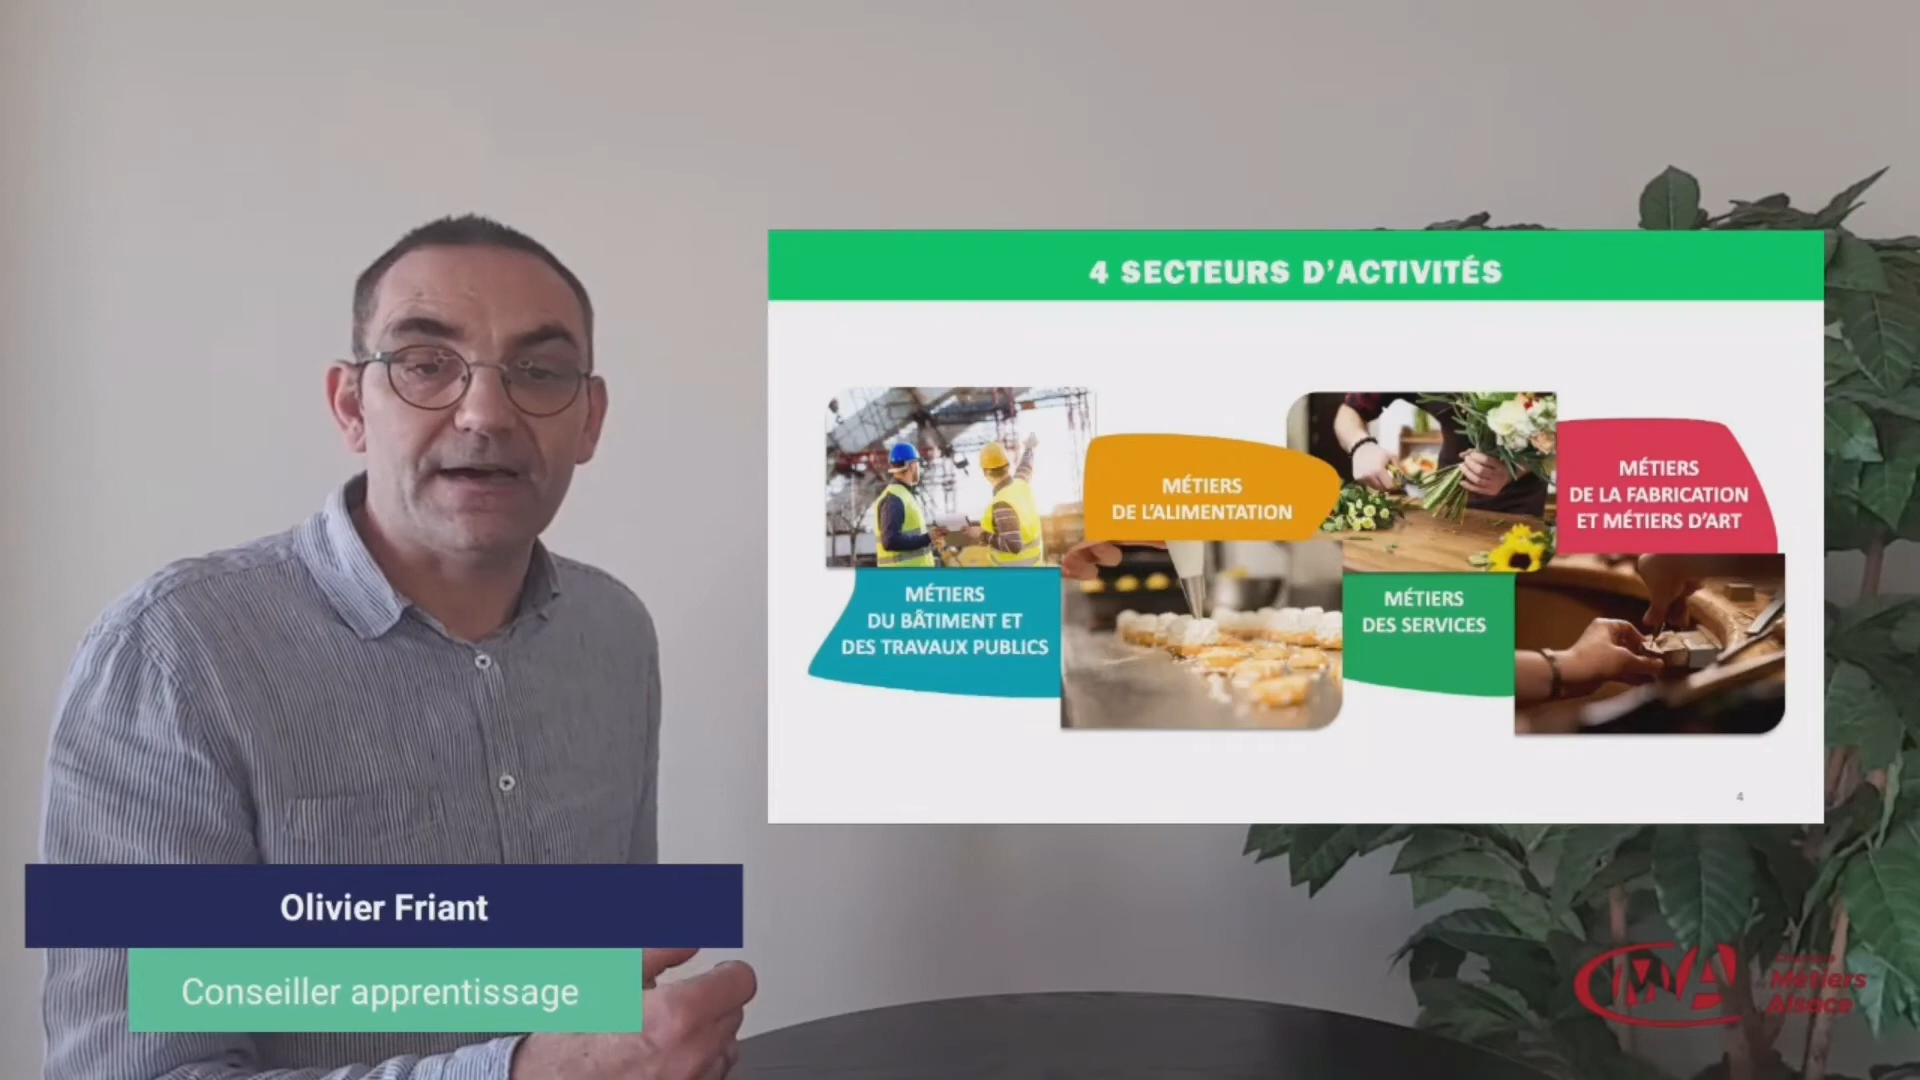 4 SECTEURS D'ACTIVITÉS
MÉTIERS
DU BÂTIMENT ET
DES TRAVAUX PUBLICS
MÉTIERS
DE L'ALIMENTATION
MÉTIERS
DES SERVICES
MÉTIERS
DE LA FABRICATION
ET MÉTIERS D'ART
4
Olivier Friant
Conseiller apprentissage
CMA
Métiers
Alsace